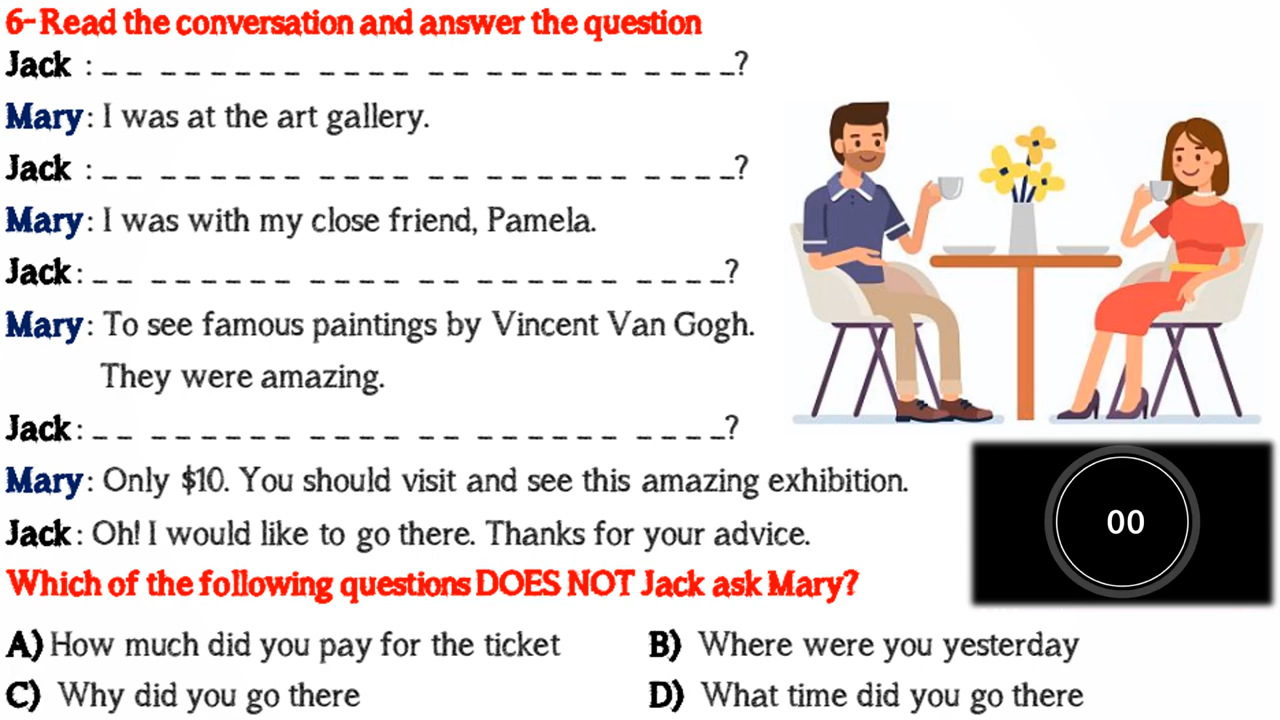 6- Read the conversation and answer the question
Jack : _ _ _ _ _ _ _ _ _ _ _ _ _ _ _ _ _ _ _ _ _ _ _ _?
Mary: I was at the art gallery.
Jack : _ _ _ _ _ _ _ _ _ _ _ _ _ _ _ _ _ _ _ _ _ _ _ _?
Mary: I was with my close friend, Pamela.
Jack: _ _ _ _ _ _ _ _ _ _ _ _ _ _ _ _ _ _ _ _ _ _ _ _?
Mary: To see famous paintings by Vincent Van Gogh.
They were amazing.
Jack: _ _ _ _ _ _ _ _ _ _ _ _ _ _ _ _ _ _ _ _ _ _ _ _?
Mary: Only $10. You should visit and see this amazing exhibition.
Jack: Oh! I would like to go there. Thanks for your advice.
00
Which of the following questions DOES NOT Jack ask Mary?
A) How much did you pay for the ticket B) Where were you yesterday
C) Why did you go there D) What time did you go there